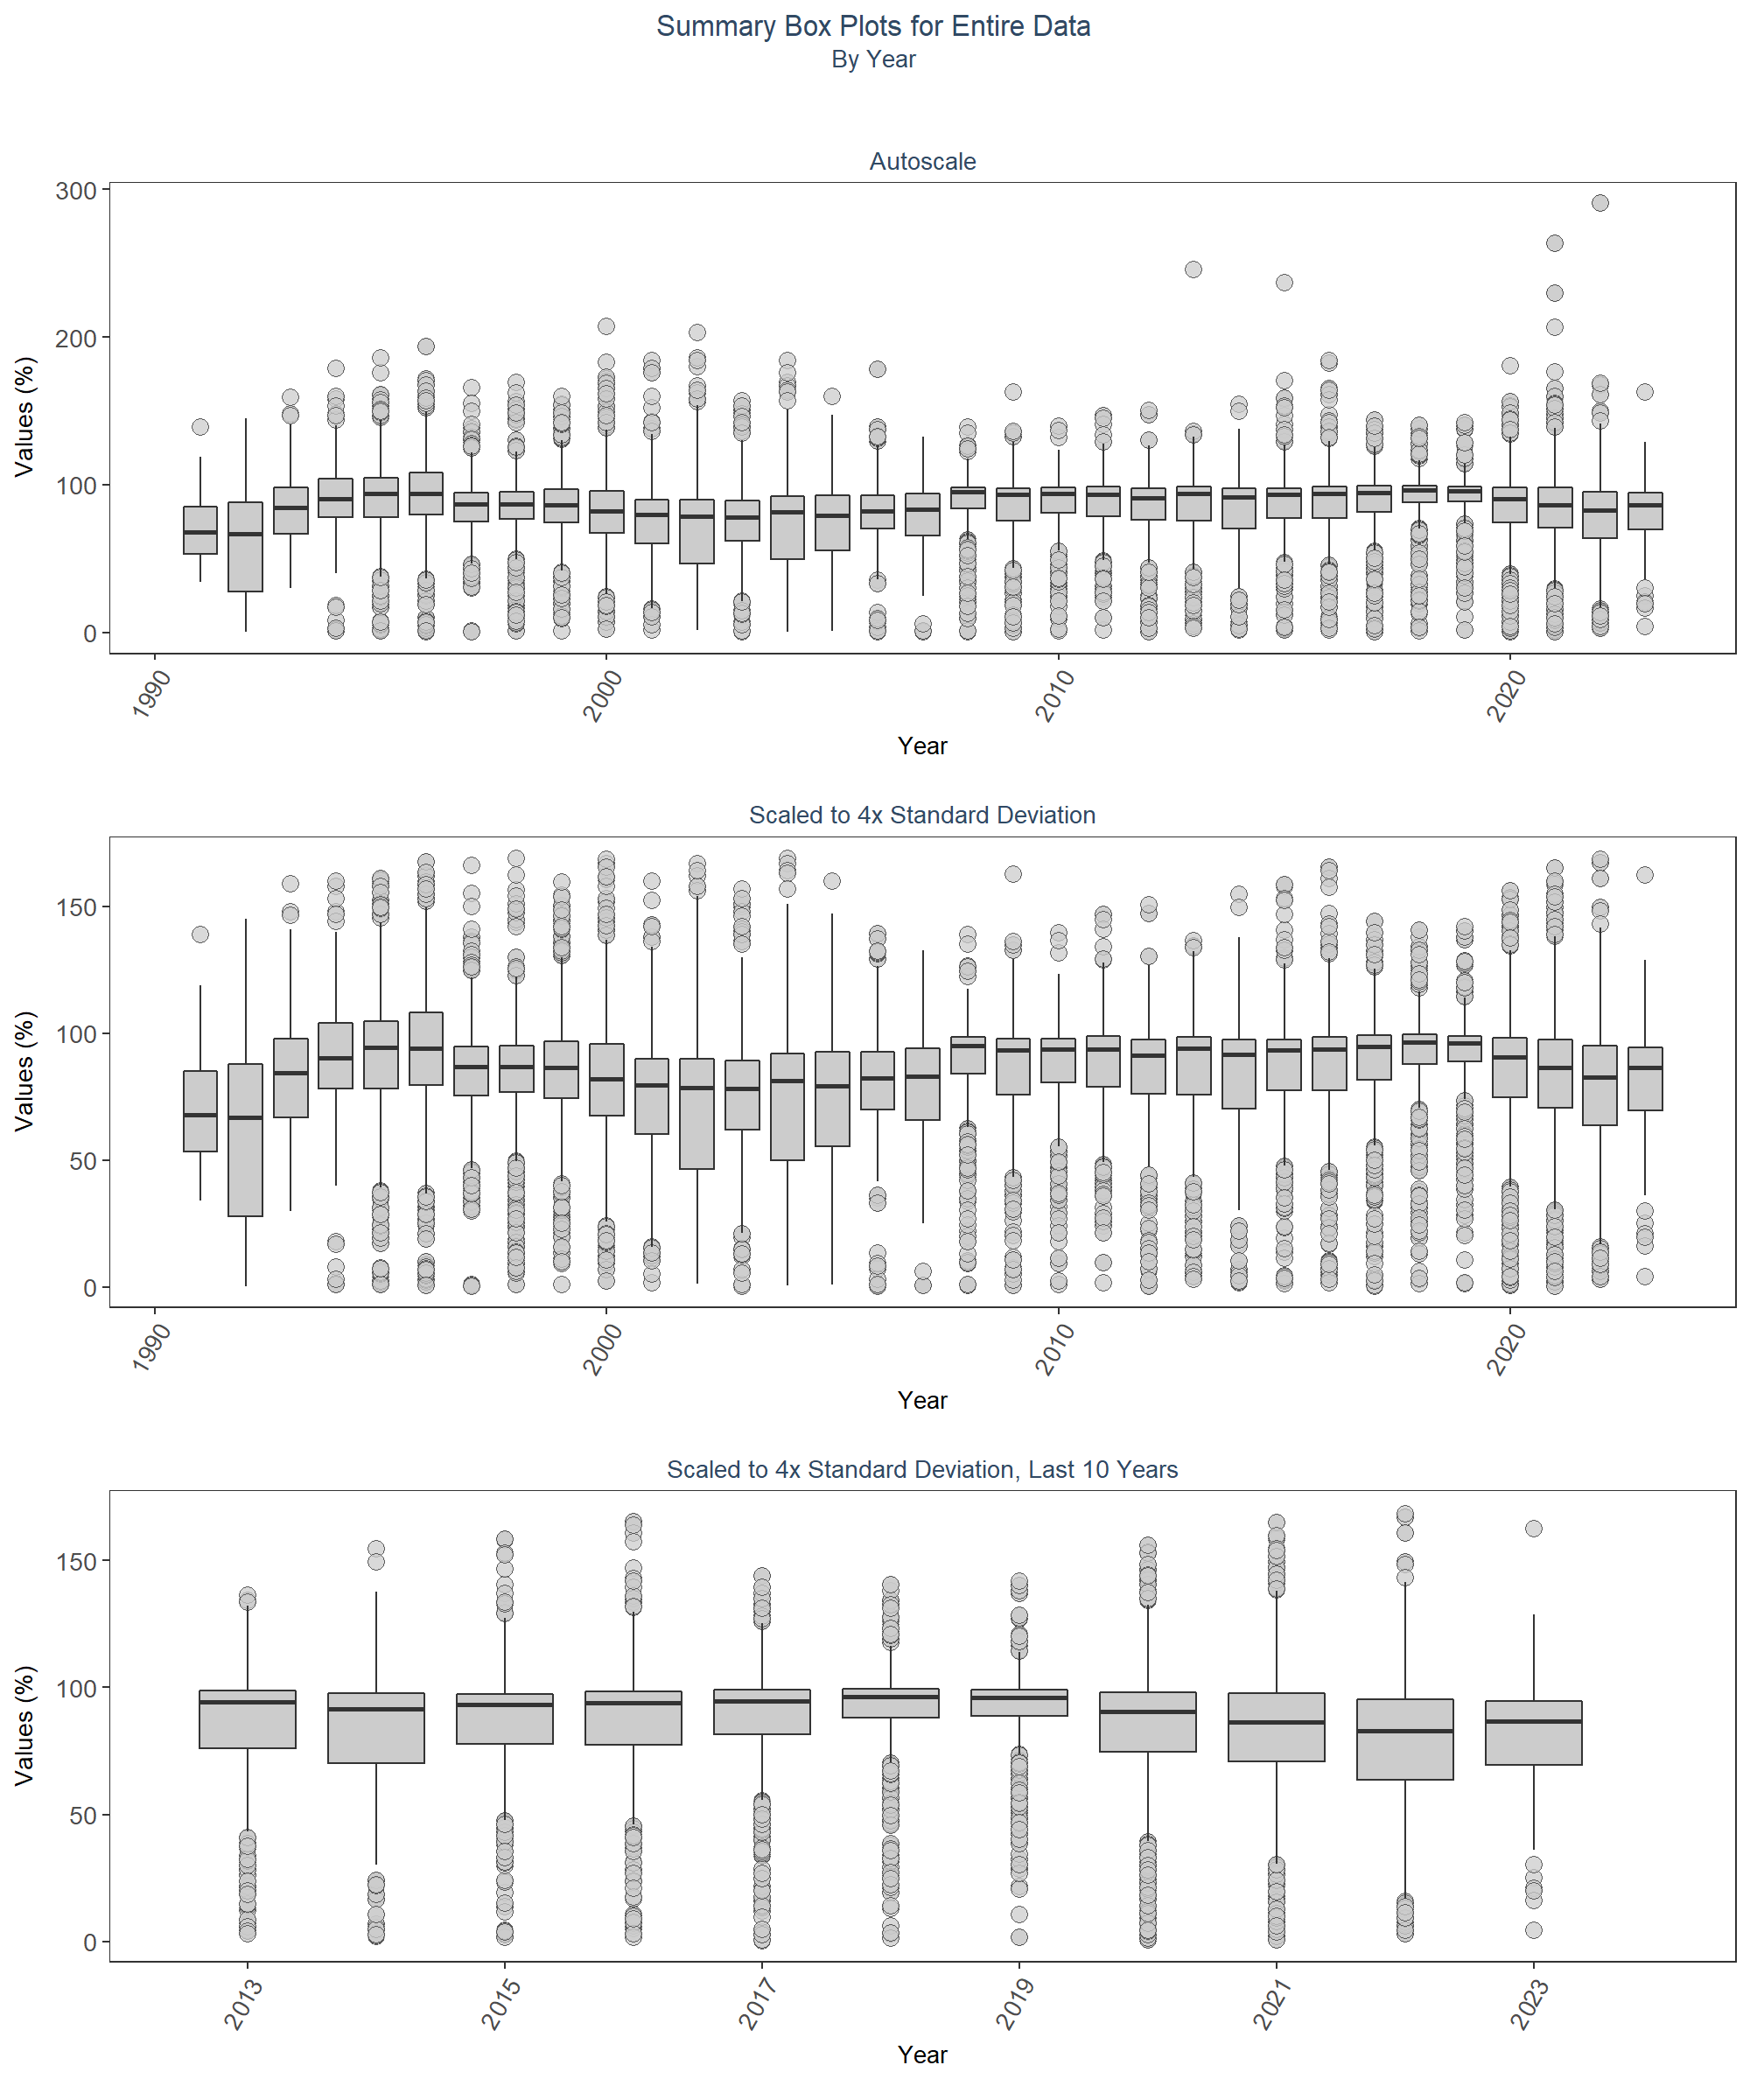 Summary Box Plots for Entire Data
By Year
Autoscale
Values (%)
300
200
100
0
1990
2000
2010
2020
Year
Scaled to 4x Standard Deviation
Values (%)
150
100
50
0
1990
2000
2010
2020
Year
Scaled to 4x Standard Deviation, Last 10 Years
Values (%)
150
100
50
0
2013
2015
2017
2019
2021
2023
Year